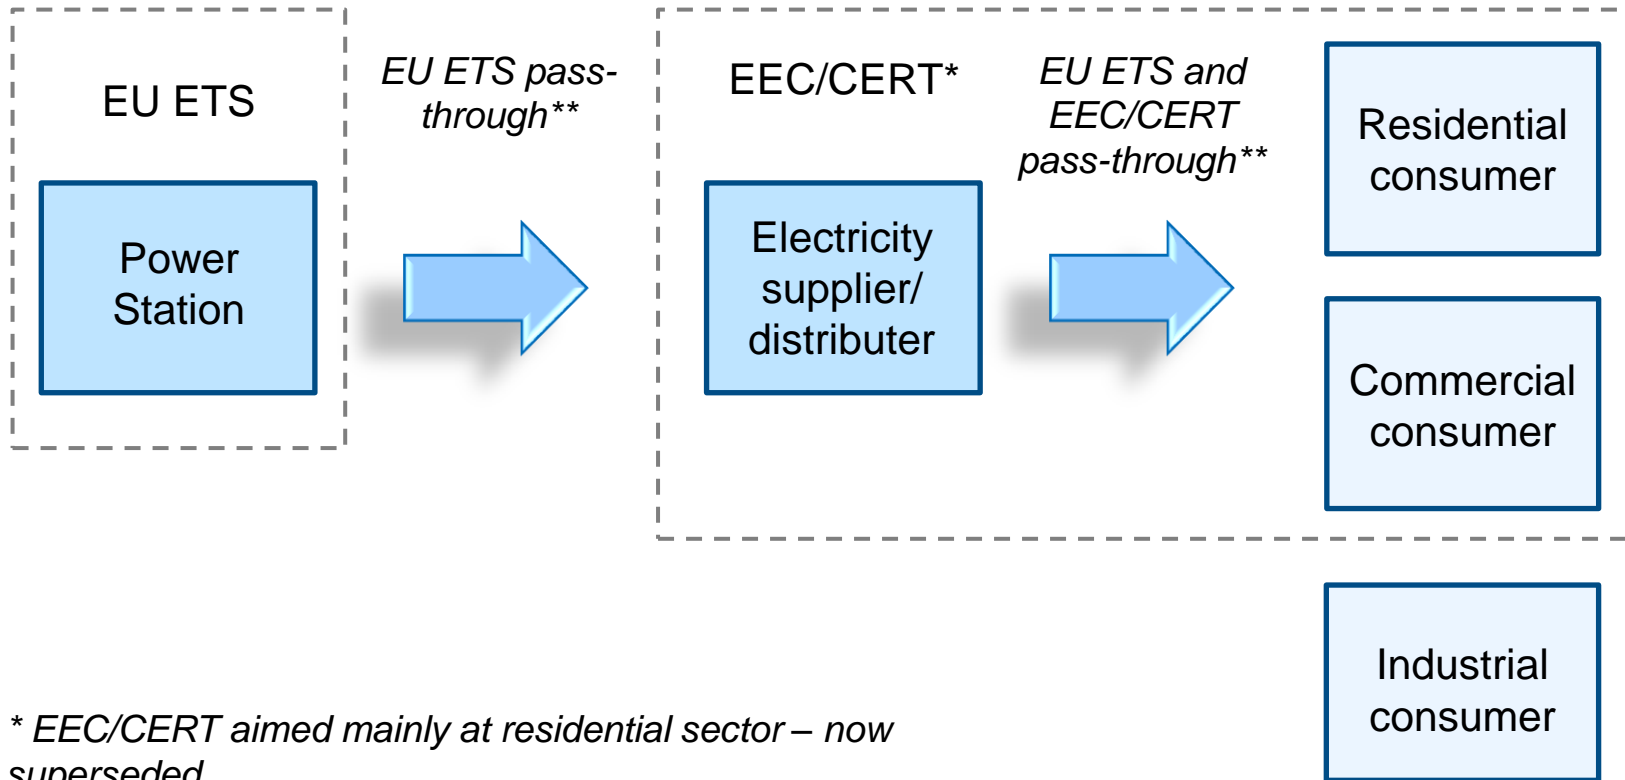 EU ETS
Power
Station
EU ETS pass-
through**
EEC/CERT*
Electricity
supplier/
distributer
EU ETS and
EEC/CERT
pass-through**
Residential
consumer
Commercial
consumer
Industrial
consumer
* EEC/CERT aimed mainly at residential sector – now
superseded